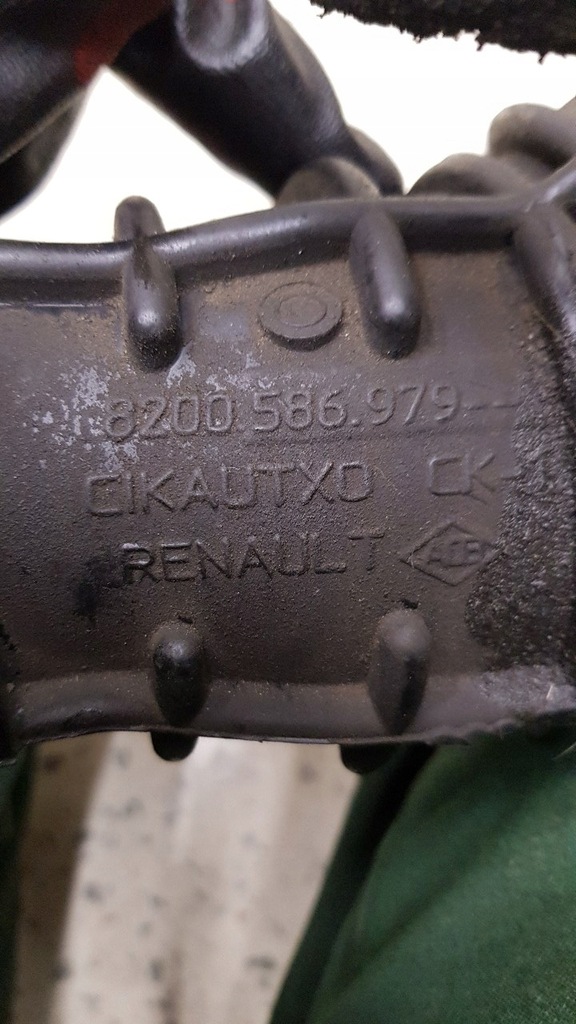 8200.586.979--
CIKAUTXO CK-
RENAULT